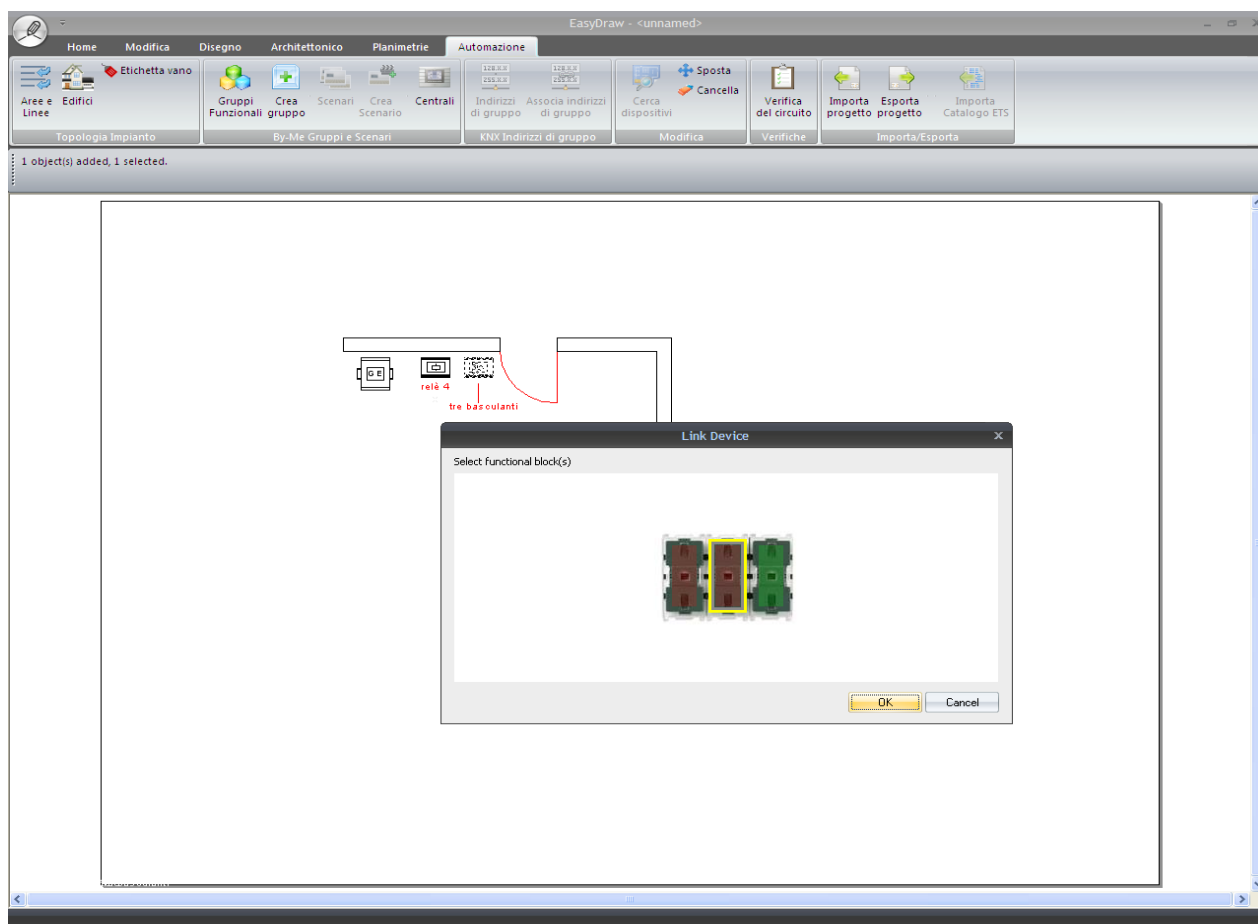 EasyDraw - <unnamed>
Home Modifica Disegno Architettonico Planimetrie Automazione
Aree e Linee
Edifici
Etichetta vano
Topologia Impianto
Gruppi Funzionali
Crea gruppo
Scenari
Crea Scenario
Centrali
By-Me Gruppi e Scenari
Indirizzi di gruppo
Associa indirizzi di gruppo
KNX Indirizzi di gruppo
Cerca dispositivi
Sposta
Cancella
Modifica
Verifica del circuito
Verifiche
Importa progetto
Esporta progetto
Importa Catalogo ETS
Importa/Esporta
1 object(s) added, 1 selected.
G E
relè 4
tre basculanti
Link Device
Select functional block(s)
OK
Cancel